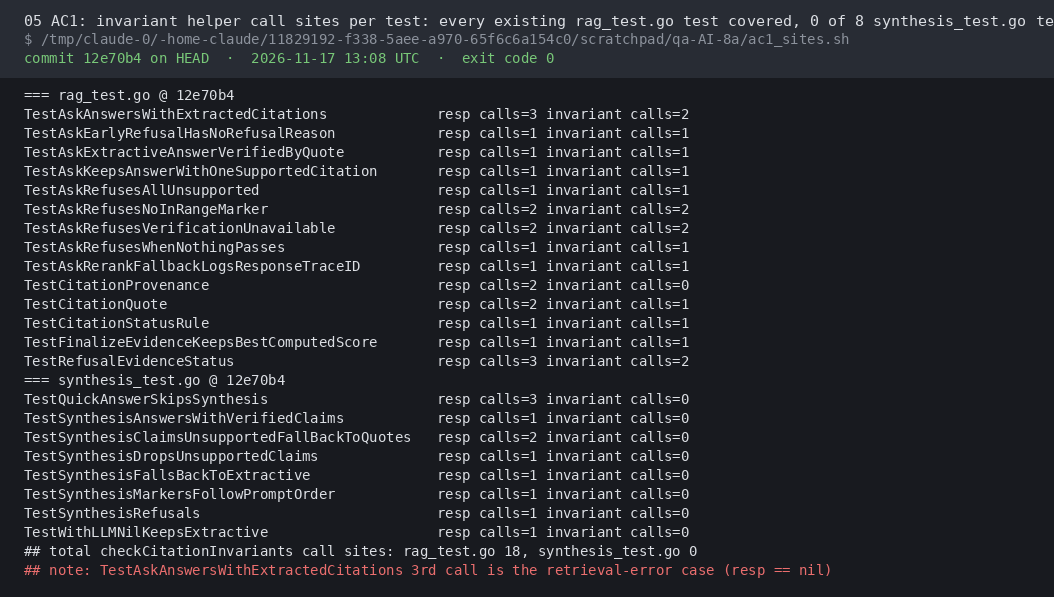 05 AC1: invariant helper call sites per test: every existing rag_test.go test covered, 0 of 8 synthesis_test.go te
$ /tmp/claude-0/-home-claude/11829192-f338-5aee-a970-65f6c6a154c0/scratchpad/qa-AI-8a/ac1_sites.sh
commit 12e70b4 on HEAD · 2026-11-17 13:08 UTC · exit code 0
=== rag_test.go @ 12e70b4
TestAskAnswersWithExtractedCitations resp calls=3 invariant calls=2
TestAskEarlyRefusalHasNoRefusalReason resp calls=1 invariant calls=1
TestAskExtractiveAnswerVerifiedByQuote resp calls=1 invariant calls=1
TestAskKeepsAnswerWithOneSupportedCitation resp calls=1 invariant calls=1
TestAskRefusesAllUnsupported resp calls=1 invariant calls=1
TestAskRefusesNoInRangeMarker resp calls=2 invariant calls=2
TestAskRefusesVerificationUnavailable resp calls=2 invariant calls=2
TestAskRefusesWhenNothingPasses resp calls=1 invariant calls=1
TestAskRerankFallbackLogsResponseTraceID resp calls=1 invariant calls=1
TestCitationProvenance resp calls=2 invariant calls=0
TestCitationQuote resp calls=2 invariant calls=1
TestCitationStatusRule resp calls=1 invariant calls=1
TestFinalizeEvidenceKeepsBestComputedScore resp calls=1 invariant calls=1
TestRefusalEvidenceStatus resp calls=3 invariant calls=2
=== synthesis_test.go @ 12e70b4
TestQuickAnswerSkipsSynthesis resp calls=3 invariant calls=0
TestSynthesisAnswersWithVerifiedClaims resp calls=1 invariant calls=0
TestSynthesisClaimsUnsupportedFallBackToQuotes resp calls=2 invariant calls=0
TestSynthesisDropsUnsupportedClaims resp calls=1 invariant calls=0
TestSynthesisFallsBackToExtractive resp calls=1 invariant calls=0
TestSynthesisMarkersFollowPromptOrder resp calls=1 invariant calls=0
TestSynthesisRefusals resp calls=1 invariant calls=0
TestWithLLMNilKeepsExtractive resp calls=1 invariant calls=0
## total checkCitationInvariants call sites: rag_test.go 18, synthesis_test.go 0
## note: TestAskAnswersWithExtractedCitations 3rd call is the retrieval-error case (resp == nil)